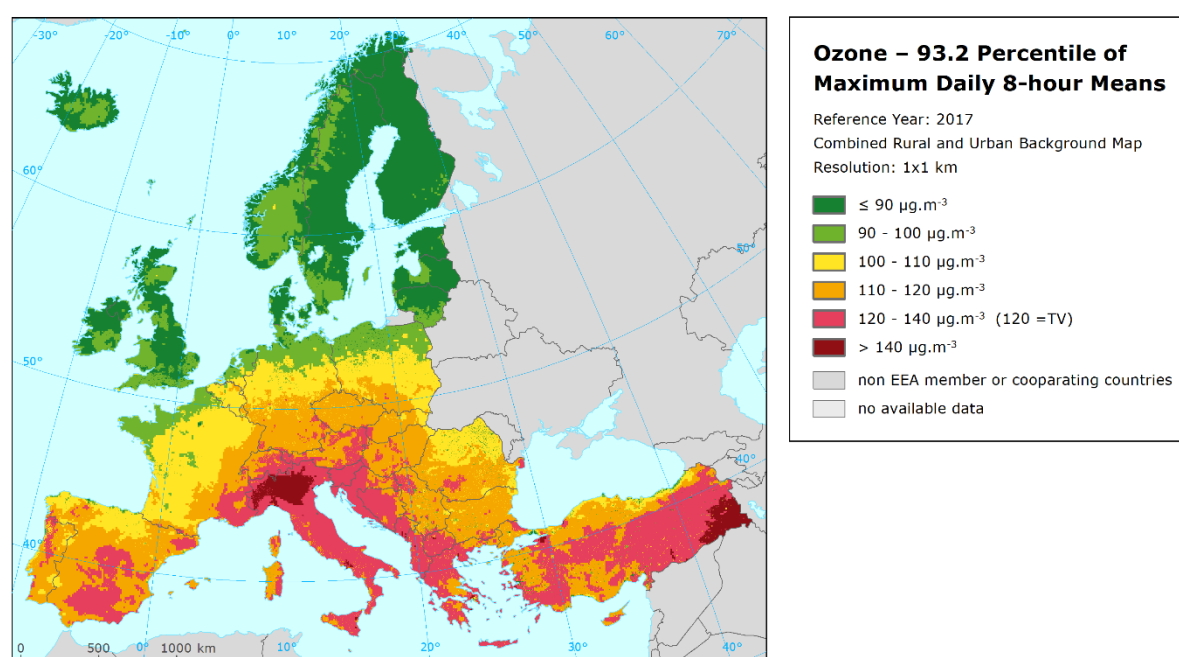 -30° -20° -10° 0° 10° 20° 30° 40° 50° 60° 70°
60°
50°
50°
40°
40°
0 500 0° 1000 km 10° 20° 30° 40°
Ozone – 93.2 Percentile of
Maximum Daily 8-hour Means
Reference Year: 2017
Combined Rural and Urban Background Map
Resolution: 1x1 km
≤ 90 µg.m⁻³
90 - 100 µg.m⁻³
100 - 110 µg.m⁻³
110 - 120 µg.m⁻³
120 - 140 µg.m⁻³ (120 =TV)
> 140 µg.m⁻³
non EEA member or cooparating countries
no available data